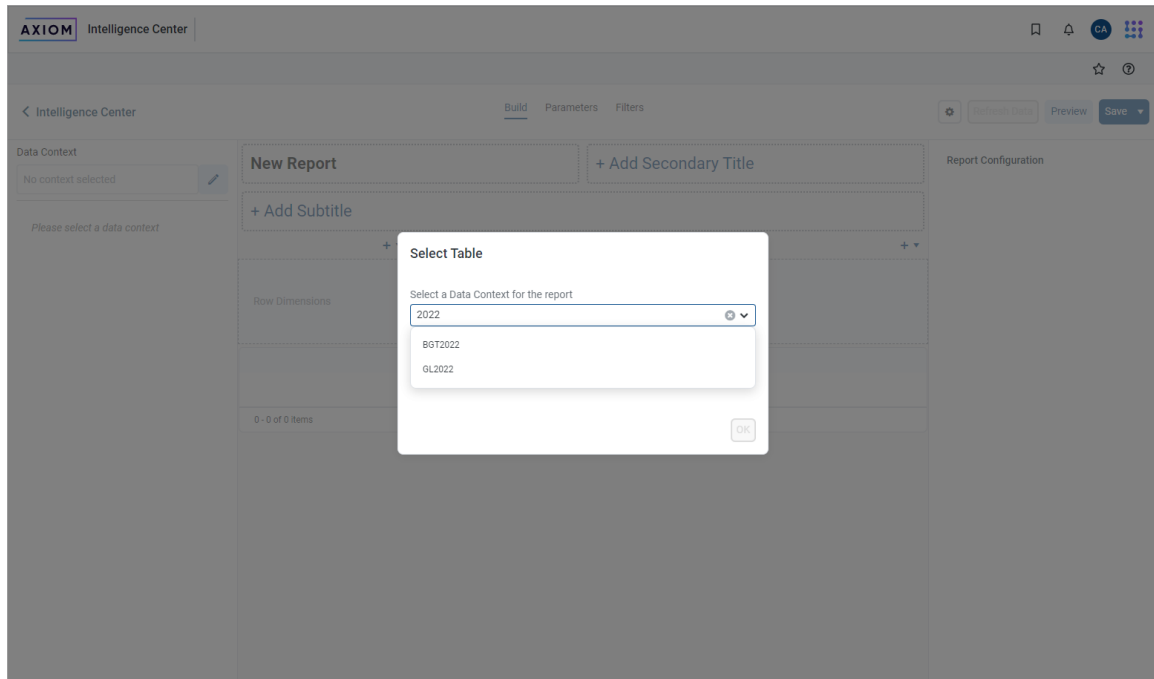 AXIOM Intelligence Center
CA
Intelligence Center
Build Parameters Filters
Refresh Data Preview Save
Data Context
No context selected
Please select a data context
New Report
+ Add Secondary Title
+ Add Subtitle
Report Configuration
Row Dimensions
0 - 0 of 0 items
Select Table
Select a Data Context for the report
2022
BGT2022
GL2022
OK